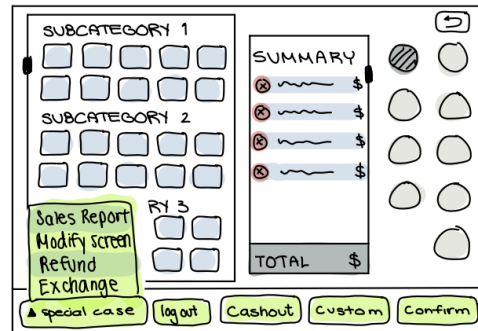 SUBCATEGORY 1
SUBCATEGORY 2
RY 3
Sales Report
Modify screen
Refund
Exchange
SUMMARY
$
$
$
$
TOTAL $
▲ special case
log out
Cashout
Custom
Confirm